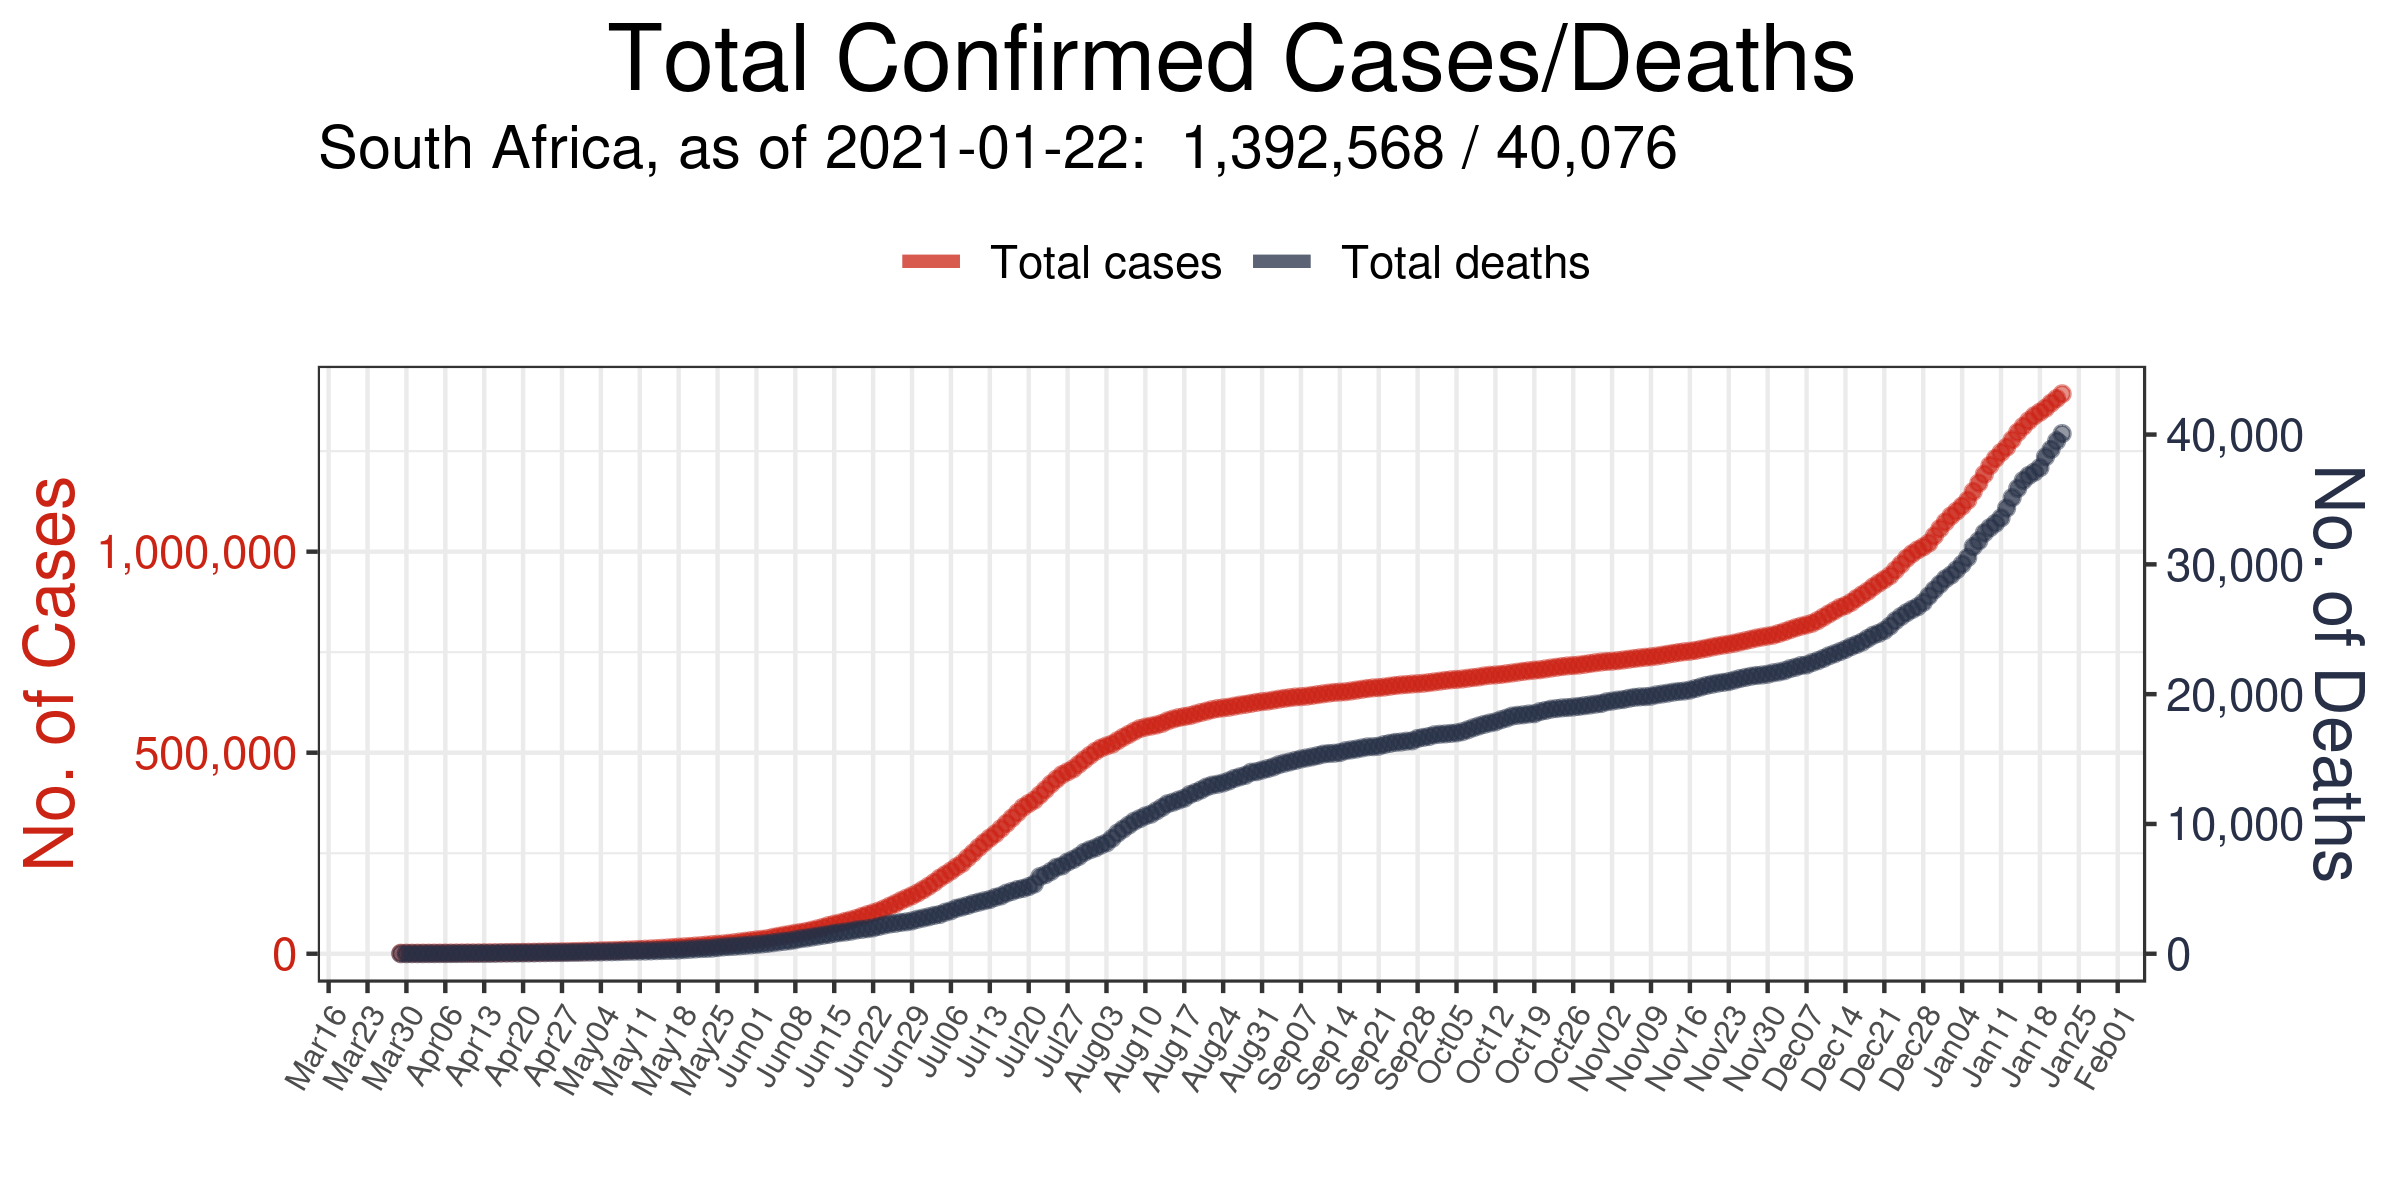 Total Confirmed Cases/Deaths
South Africa, as of 2021-01-22:  1,392,568 / 40,076
Total cases
Total deaths
No. of Cases
1,000,000
500,000
0
40,000
30,000
20,000
10,000
0
No. of Deaths
Mar16
Mar23
Mar30
Apr06
Apr13
Apr20
Apr27
May04
May11
May18
May25
Jun01
Jun08
Jun15
Jun22
Jun29
Jul06
Jul13
Jul20
Jul27
Aug03
Aug10
Aug17
Aug24
Aug31
Sep07
Sep14
Sep21
Sep28
Oct05
Oct12
Oct19
Oct26
Nov02
Nov09
Nov16
Nov23
Nov30
Dec07
Dec14
Dec21
Dec28
Jan04
Jan11
Jan18
Jan25
Feb01